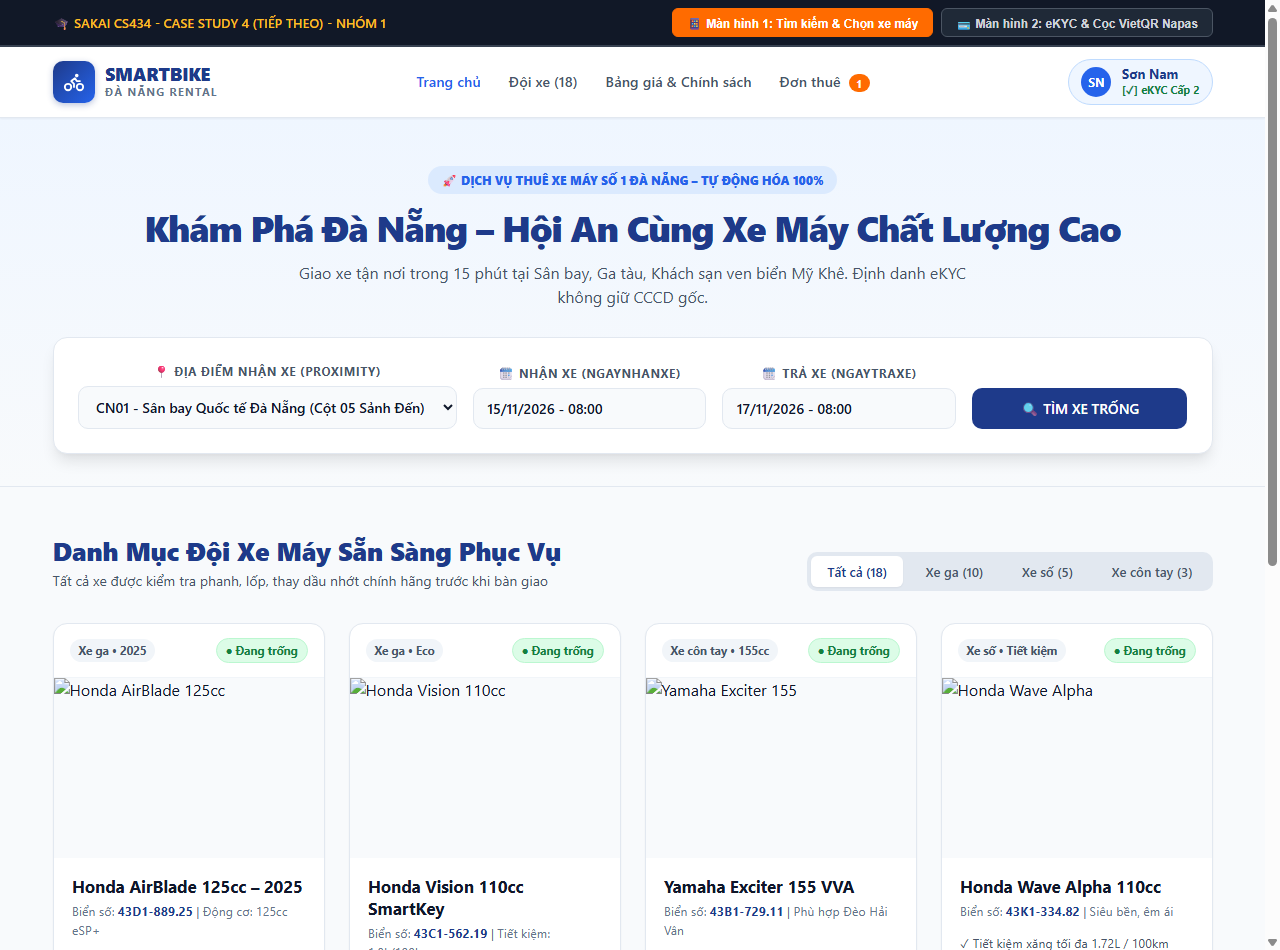 SAKAI CS434 - CASE STUDY 4 (TIẾP THEO) - NHÓM 1
Màn hình 1: Tìm kiếm & Chọn xe máy
Màn hình 2: eKYC & Cọc VietQR Napas
SMARTBIKE
ĐÀ NẴNG RENTAL
Trang chủ
Đội xe (18)
Bảng giá & Chính sách
Đơn thuê 1
SN
Sơn Nam
[✓] eKYC Cấp 2
DỊCH VỤ THUÊ XE MÁY SỐ 1 ĐÀ NẴNG – TỰ ĐỘNG HÓA 100%
Khám Phá Đà Nẵng – Hội An Cùng Xe Máy Chất Lượng Cao
Giao xe tận nơi trong 15 phút tại Sân bay, Ga tàu, Khách sạn ven biển Mỹ Khê. Định danh eKYC
không giữ CCCD gốc.
ĐỊA ĐIỂM NHẬN XE (PROXIMITY)
CN01 - Sân bay Quốc tế Đà Nẵng (Cột 05 Sảnh Đến)
NHẬN XE (NGAYNHANXE)
15/11/2026 - 08:00
TRẢ XE (NGAYTRAXE)
17/11/2026 - 08:00
TÌM XE TRỐNG
Danh Mục Đội Xe Máy Sẵn Sàng Phục Vụ
Tất cả xe được kiểm tra phanh, lốp, thay dầu nhớt chính hãng trước khi bàn giao
Tất cả (18)
Xe ga (10)
Xe số (5)
Xe côn tay (3)
Xe ga • 2025
● Đang trống
Honda AirBlade 125cc
Honda AirBlade 125cc – 2025
Biển số: 43D1-889.25 | Động cơ: 125cc
eSP+
Xe ga • Eco
● Đang trống
Honda Vision 110cc
Honda Vision 110cc
SmartKey
Biển số: 43C1-562.19 | Tiết kiệm:
Xe côn tay • 155cc
● Đang trống
Yamaha Exciter 155
Yamaha Exciter 155 VVA
Biển số: 43B1-729.11 | Phù hợp Đèo Hải
Vân
Xe số • Tiết kiệm
● Đang trống
Honda Wave Alpha
Honda Wave Alpha 110cc
Biển số: 43K1-334.82 | Siêu bền, êm ái
✓ Tiết kiệm xăng tối đa 1.72L / 100km